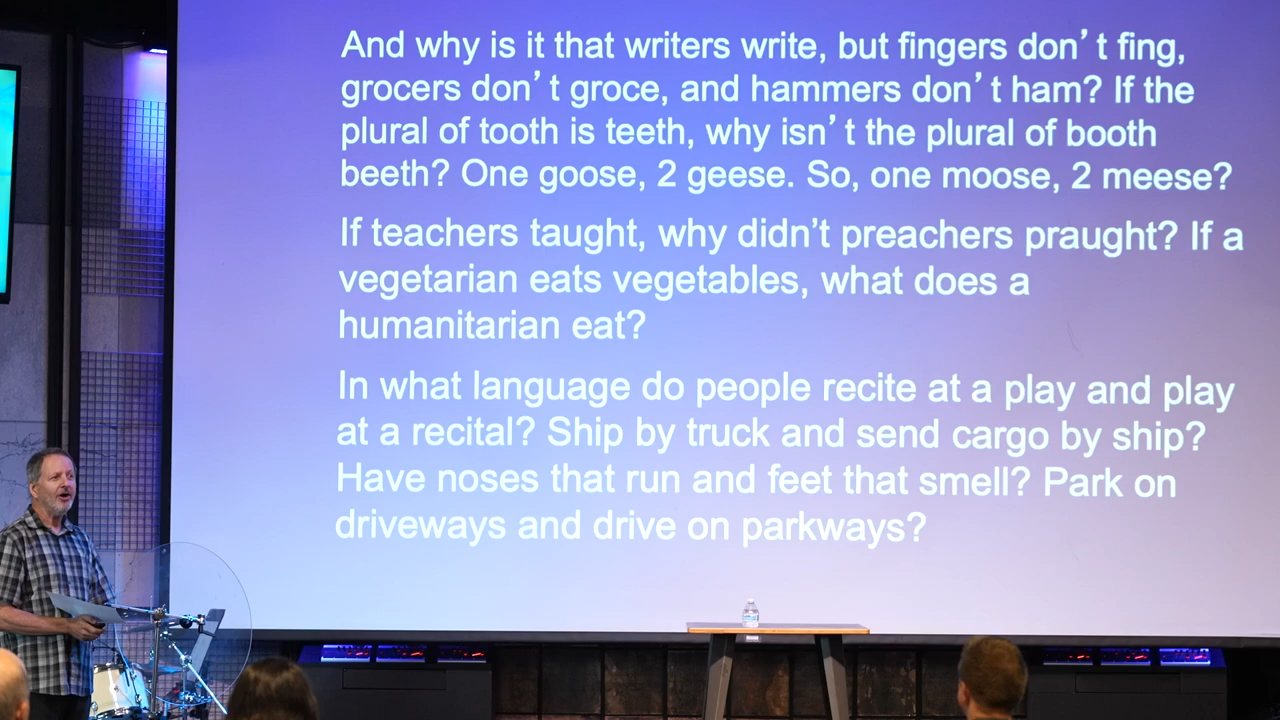 And why is it that writers write, but fingers don’t fing,
grocers don’t groce, and hammers don’t ham? If the
plural of tooth is teeth, why isn’t the plural of booth
beeth? One goose, 2 geese. So, one moose, 2 meese?
If teachers taught, why didn’t preachers praught? If a
vegetarian eats vegetables, what does a
humanitarian eat?
In what language do people recite at a play and play
at a recital? Ship by truck and send cargo by ship?
Have noses that run and feet that smell? Park on
driveways and drive on parkways?